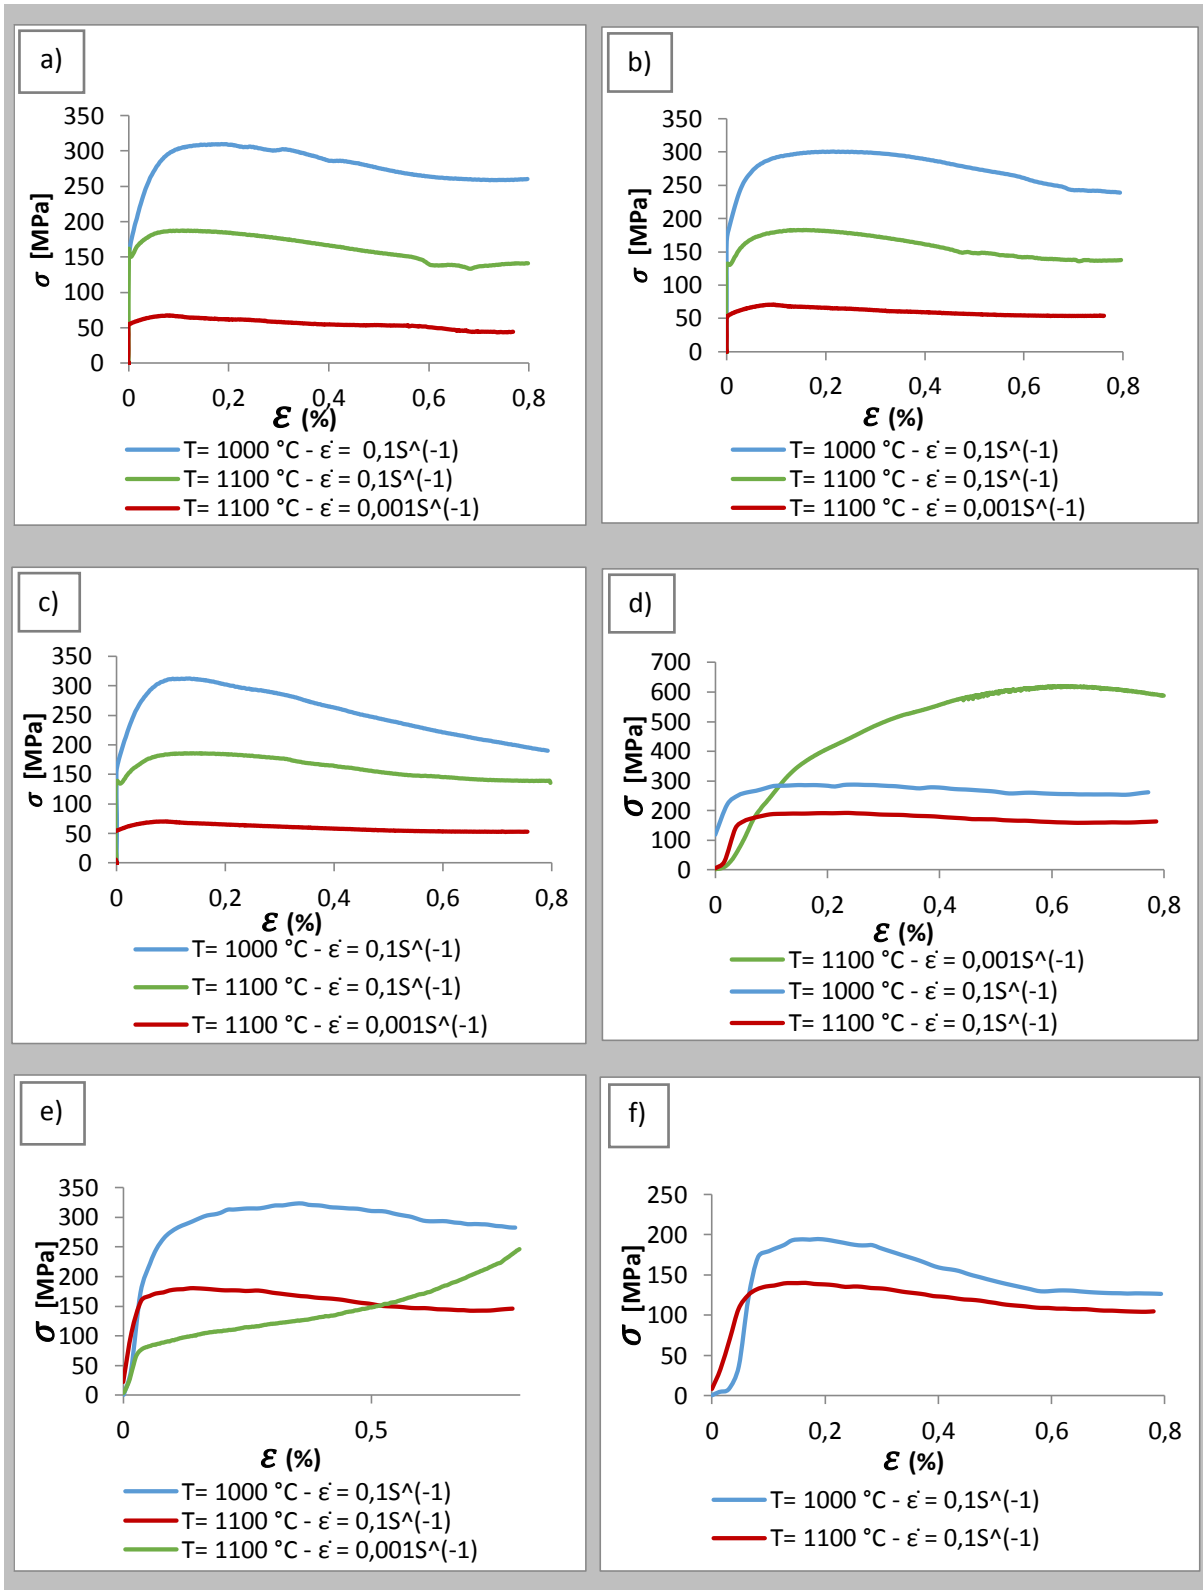 a)
350
300
250
200
150
100
50
0
σ [MPa]
0 0,2 0,4 0,6 0,8
ε (%)
T= 1000 °C - ε̇ = 0,1S^(-1)
T= 1100 °C - ε̇ = 0,1S^(-1)
T= 1100 °C - ε̇ = 0,001S^(-1)
b)
350
300
250
200
150
100
50
0
σ [MPa]
0 0,2 0,4 0,6 0,8
ε (%)
T= 1000 °C - ε̇ = 0,1S^(-1)
T= 1100 °C - ε̇ = 0,1S^(-1)
T= 1100 °C - ε̇ = 0,001S^(-1)
c)
350
300
250
200
150
100
50
0
σ [MPa]
0 0,2 0,4 0,6 0,8
ε (%)
T= 1000 °C - ε̇ = 0,1S^(-1)
T= 1100 °C - ε̇ = 0,1S^(-1)
T= 1100 °C - ε̇ = 0,001S^(-1)
d)
700
600
500
400
300
200
100
0
σ [MPa]
0 0,2 0,4 0,6 0,8
ε (%)
T= 1100 °C - ε̇ = 0,001S^(-1)
T= 1000 °C - ε̇ = 0,1S^(-1)
T= 1100 °C - ε̇ = 0,1S^(-1)
e)
350
300
250
200
150
100
50
0
σ [MPa]
0 0,5
ε (%)
T= 1000 °C - ε̇ = 0,1S^(-1)
T= 1100 °C - ε̇ = 0,1S^(-1)
T= 1100 °C - ε̇ = 0,001S^(-1)
f)
250
200
150
100
50
0
σ [MPa]
0 0,2 0,4 0,6 0,8
ε (%)
T= 1000 °C - ε̇ = 0,1S^(-1)
T= 1100 °C - ε̇ = 0,1S^(-1)